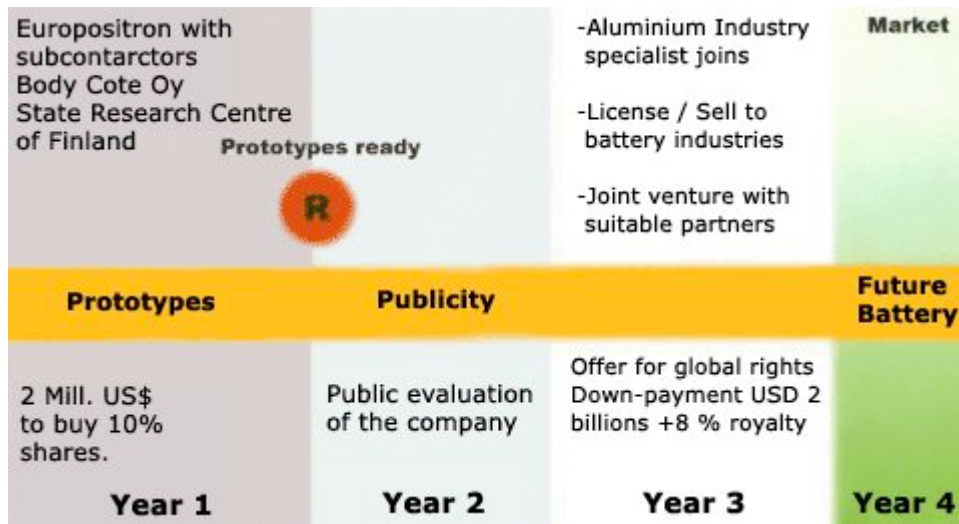 Europositron with
subcontarctors
Body Cote Oy
State Research Centre
of Finland
Prototypes ready
R
-Aluminium Industry
specialist joins
-License / Sell to
battery industries
-Joint venture with
suitable partners
Market
Prototypes
Publicity
Future
Battery
2 Mill. US$
to buy 10%
shares.
Public evaluation
of the company
Offer for global rights
Down-payment USD 2
billions +8 % royalty
Year 1
Year 2
Year 3
Year 4